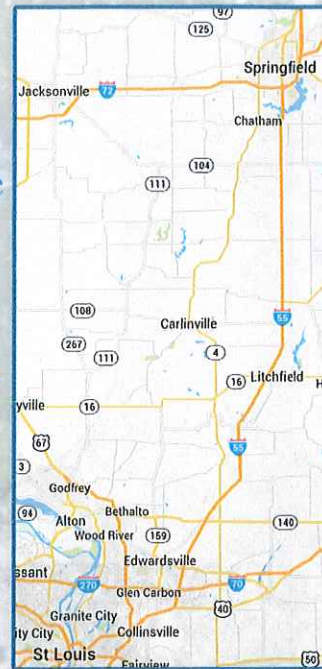 97
125
Springfield
Jacksonville
72
Chatham
104
111
108
55
Carlinville
267
4
111
16
Litchfield
H
yville
16
67
55
3
Godfrey
94
Alton
Bethalto
140
Wood River
159
ssant
Edwardsville
270
Glen Carbon
70
40
Granite City
ity City
Collinsville
St Louis
Fairview
50